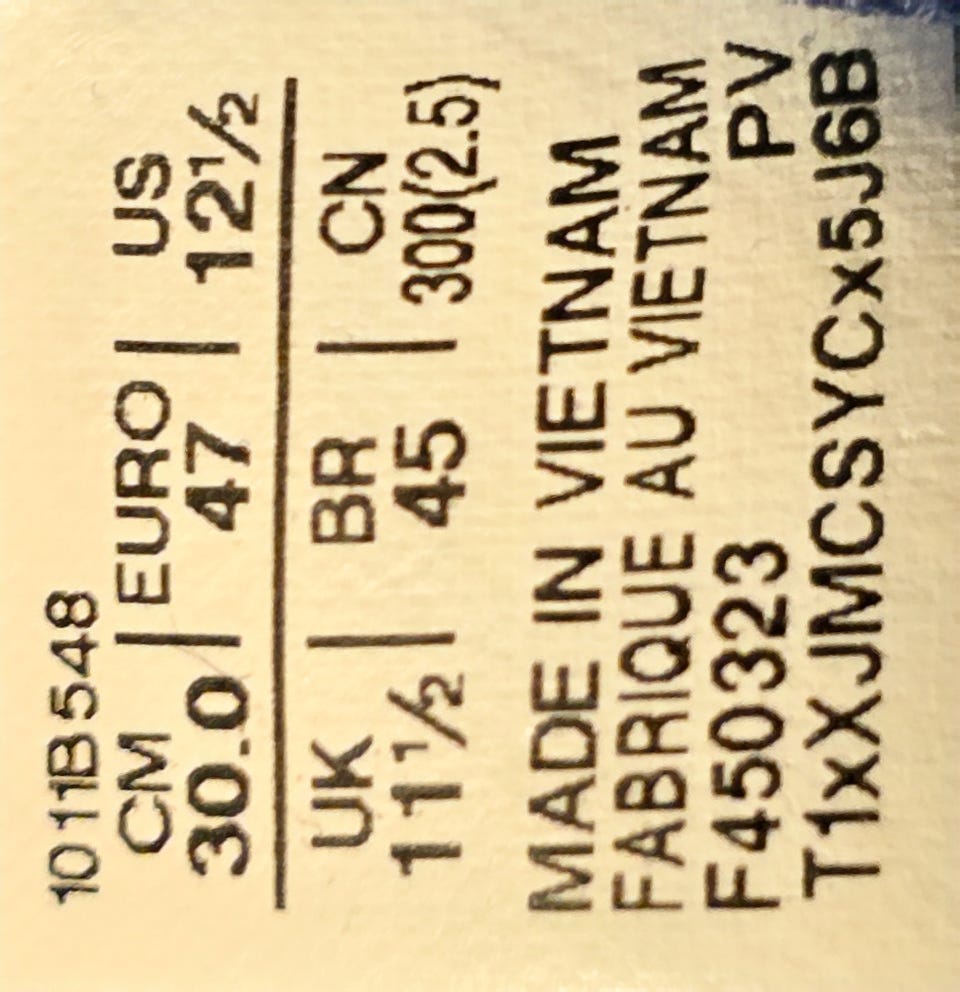 1011B548
CM | EURO | US
30.0 | 47 | 12½
UK | BR | CN
11½ | 45 | 300(2.5)
MADE IN VIETNAM
FABRIQUE AU VIETNAM
F450323 PV
T1xXJMCSYCx5J6B